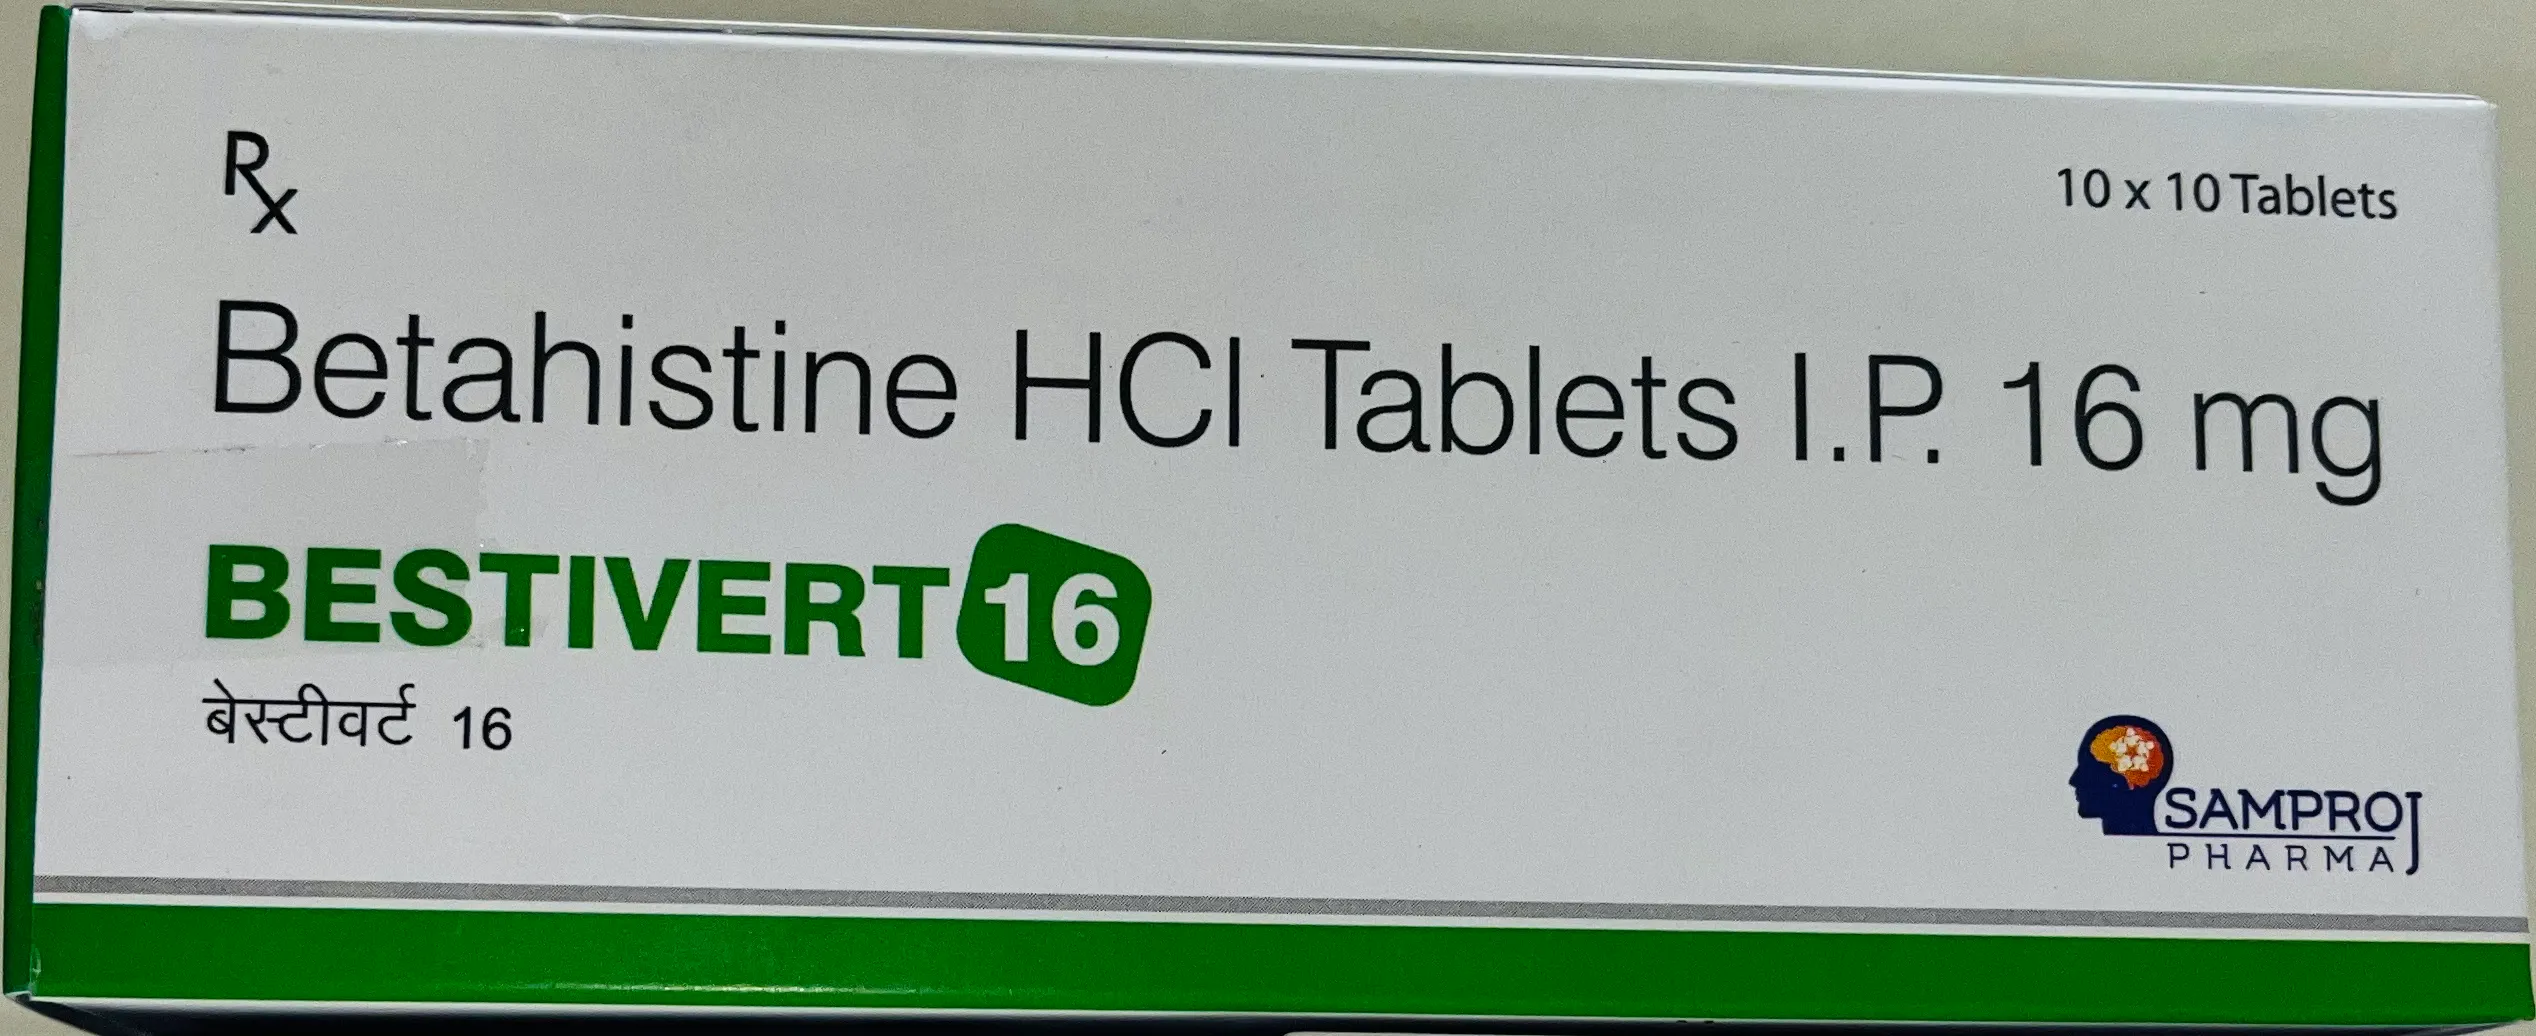 Rx
10 x 10 Tablets
Betahistine HCl Tablets I.P. 16 mg
BESTIVERT 16
बेस्टीवर्ट 16
SAMPROJ
PHARMA